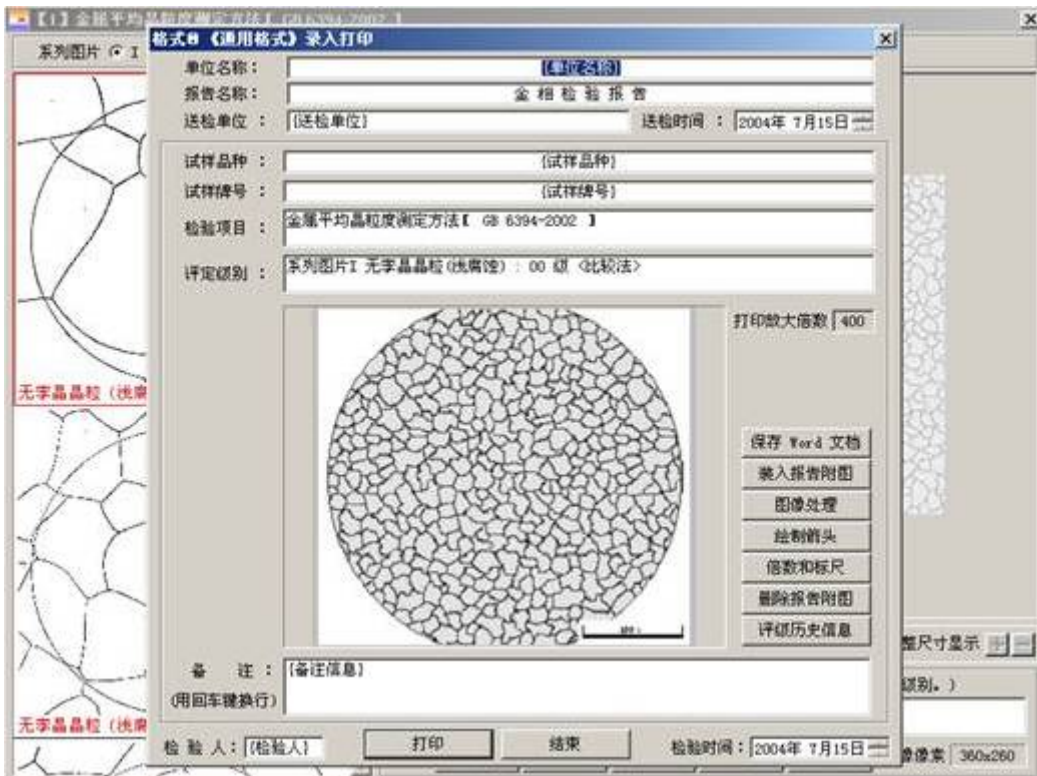 【1】金属平均晶粒度测定方法【 GB 6394-2002 】
系列图片 I
格式8 《通用格式》录入打印
单位名称： {单位名称}
报告名称： 金相检验报告
送检单位 ： {送检单位} 送检时间 ： 2004年 7月15日
试样品种 ： {试样品种}
试样牌号 ： {试样牌号}
检验项目 ： 金属平均晶粒度测定方法【 GB 6394-2002 】
评定级别 ： 系列图片I 无孪晶晶粒(浅腐蚀) : 00 级 <比较法>
打印放大倍数 400
无孪晶晶粒 (浅腐
保存 Word 文档
装入报告附图
图像处理
绘制箭头
倍数和标尺
删除报告附图
评级历史信息
整尺寸显示
备 注 ： {备注信息}
(用回车键换行)
级别。)
无孪晶晶粒 (浅腐
检 验 人： {检验人} 打印 结束 检验时间： 2004年 7月15日
像像素 360x260